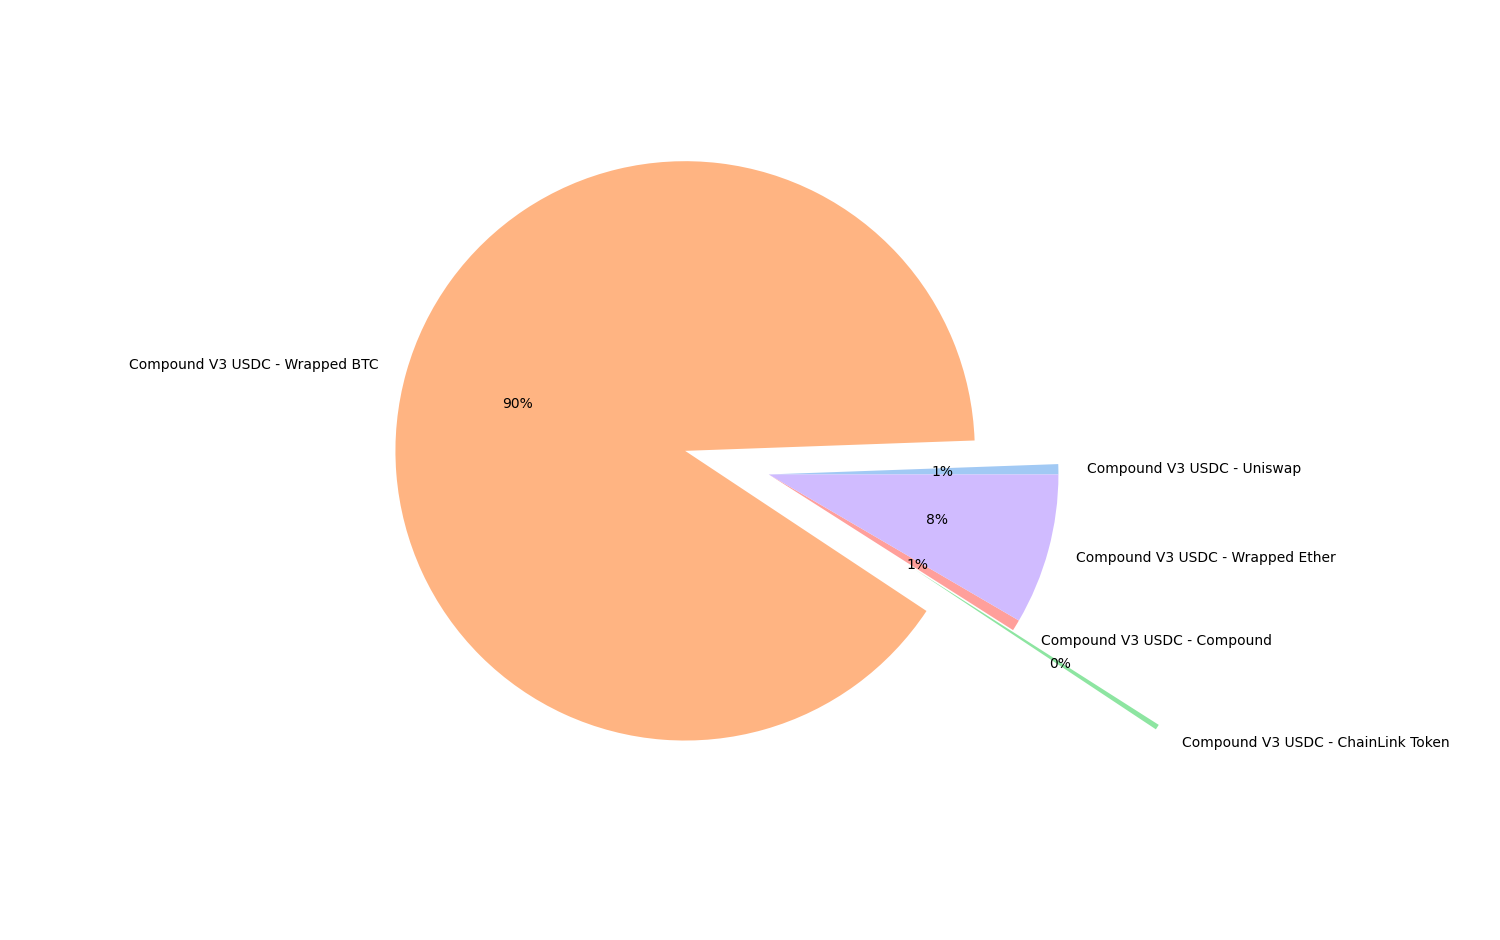 Compound V3 USDC - Wrapped BTC
90%
1%
Compound V3 USDC - Uniswap
8%
Compound V3 USDC - Wrapped Ether
1%
Compound V3 USDC - Compound
0%
Compound V3 USDC - ChainLink Token